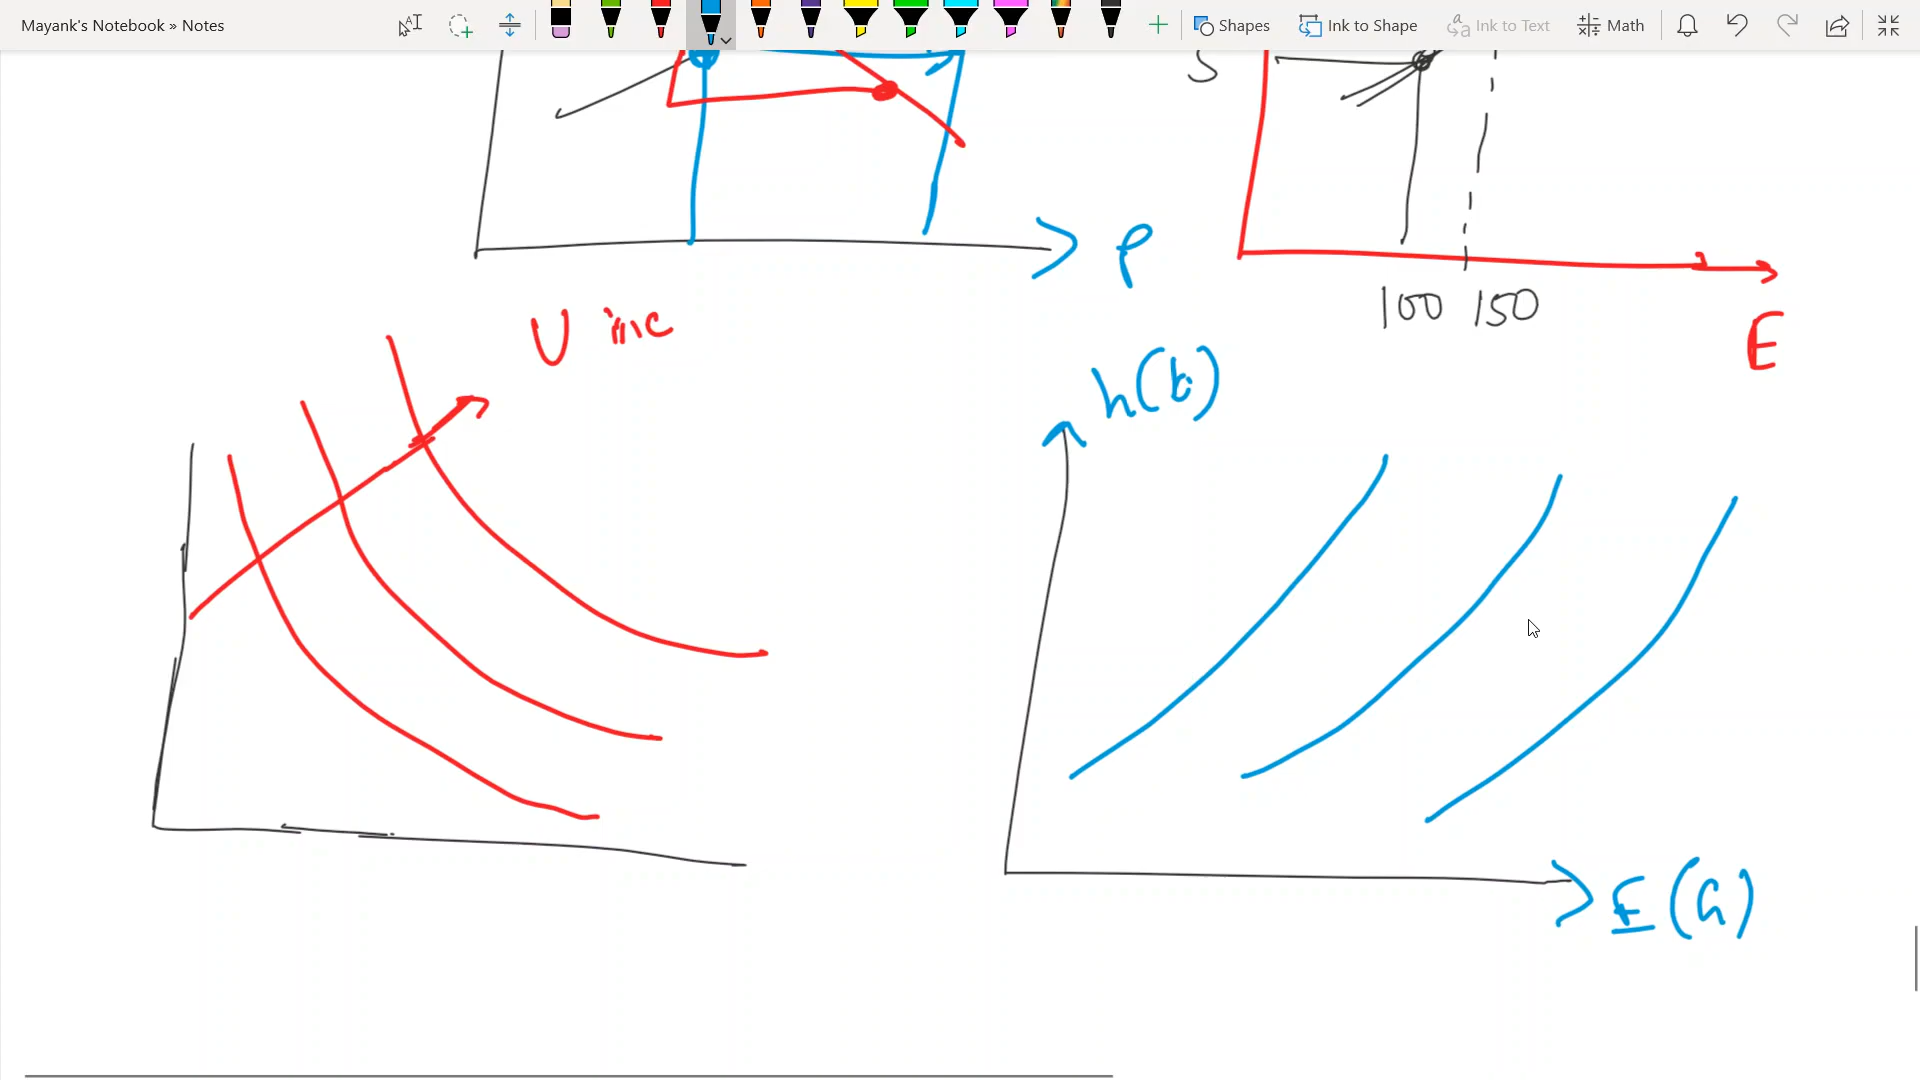 Mayank's Notebook » Notes
Shapes
Ink to Shape
Ink to Text
Math
S
P
100 150
E
U inc
h(b)
E(G)